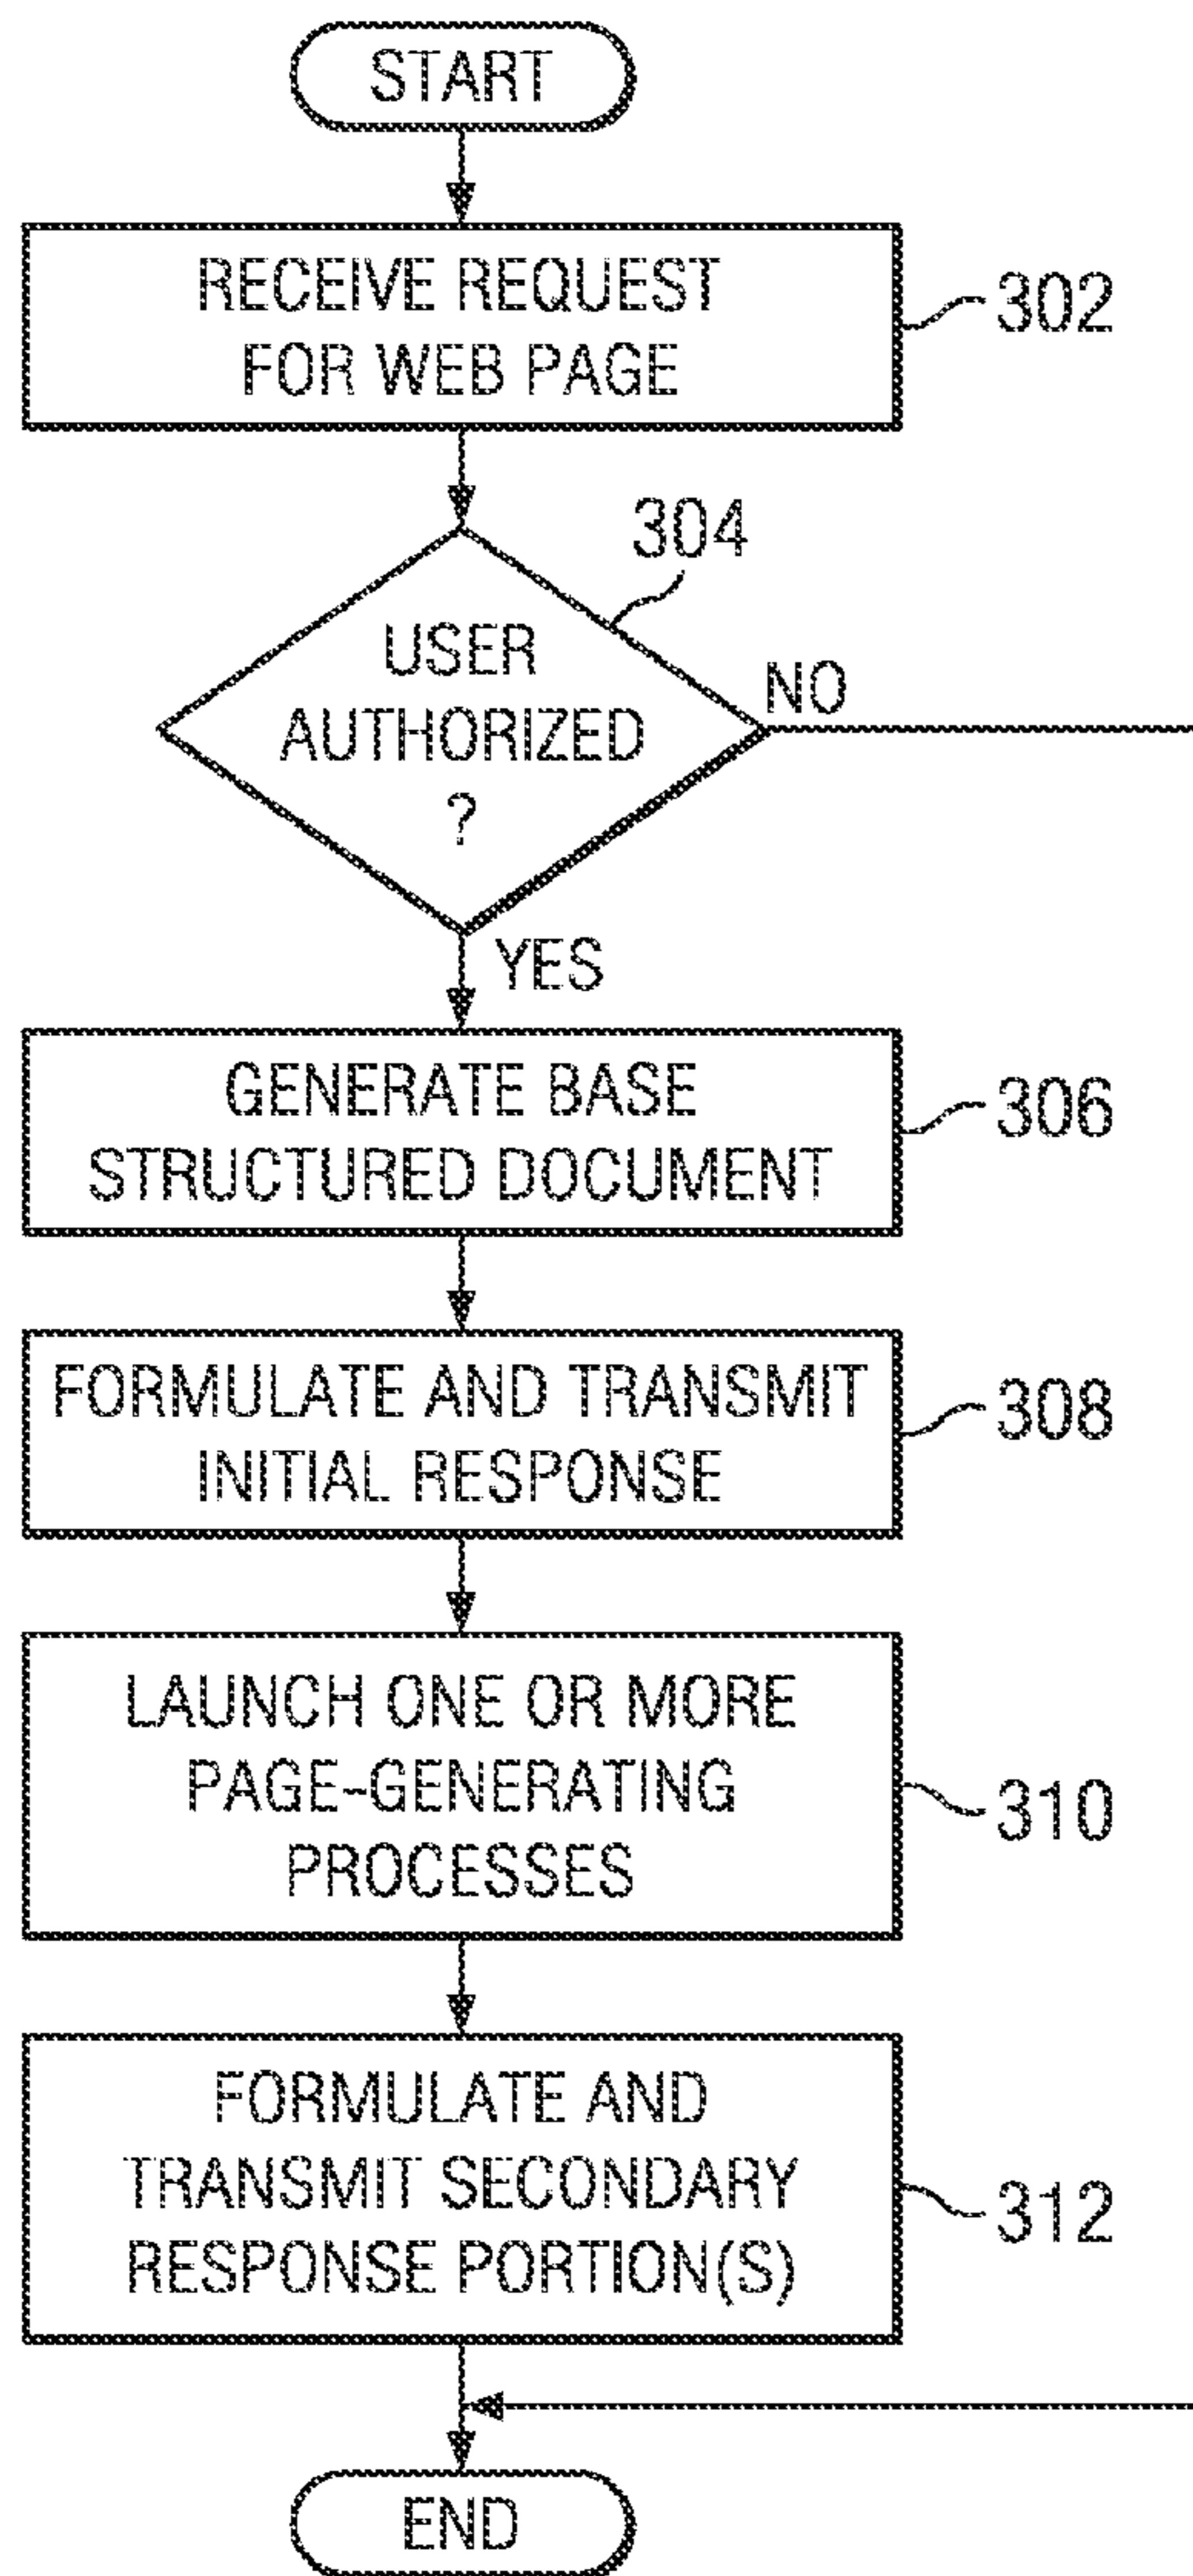 START
RECEIVE REQUEST
FOR WEB PAGE
302
304
USER
AUTHORIZED
?
NO
YES
GENERATE BASE
STRUCTURED DOCUMENT
306
FORMULATE AND TRANSMIT
INITIAL RESPONSE
308
LAUNCH ONE OR MORE
PAGE-GENERATING
PROCESSES
310
FORMULATE AND
TRANSMIT SECONDARY
RESPONSE PORTION(S)
312
END